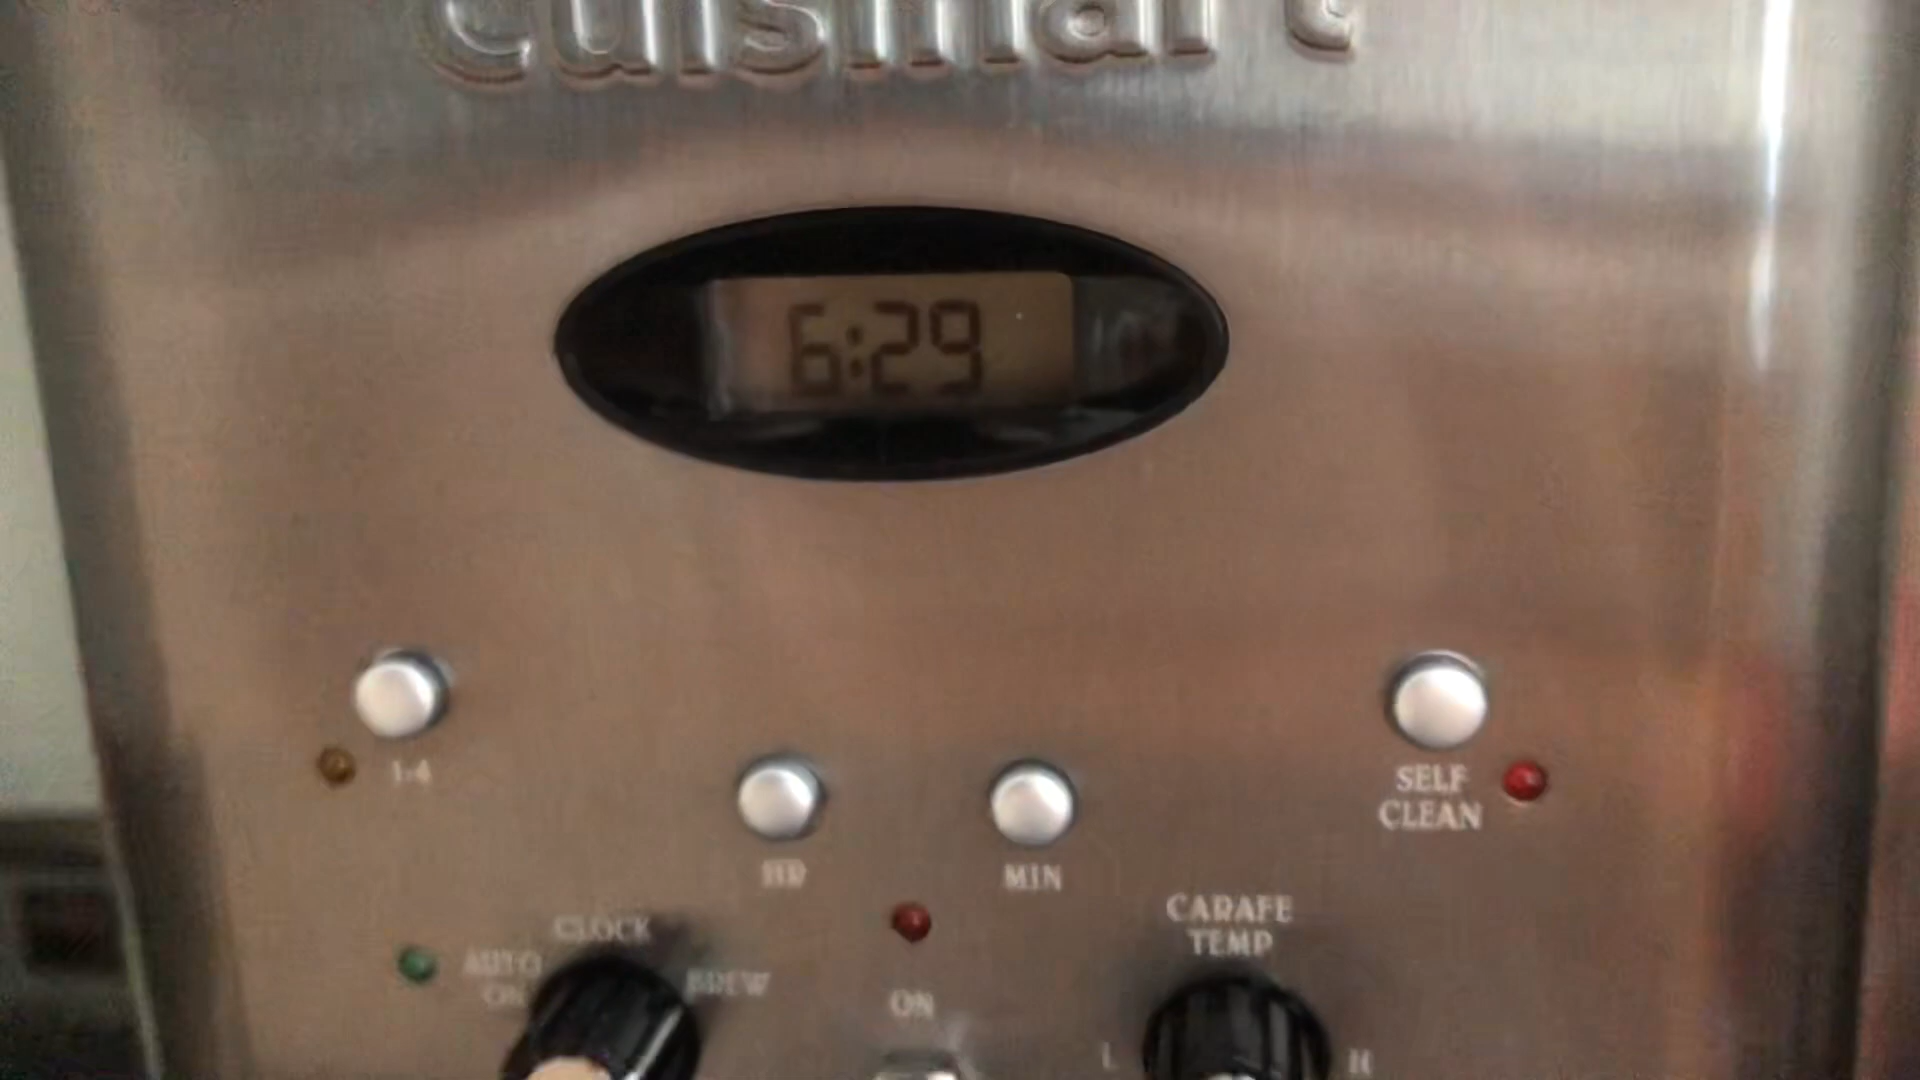 Cuisinart
6:29
1-4
SELF
CLEAN
HR
MIN
CLOCK
AUTO
ON
BREW
ON
CARAFE
TEMP
L
H